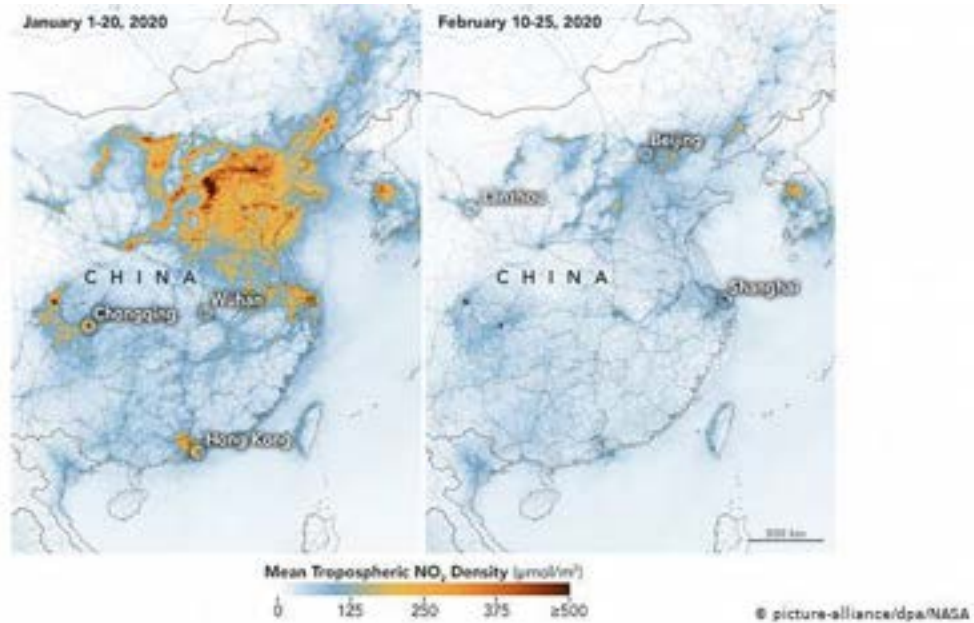 January 1-20, 2020
February 10-25, 2020
Beijing
Lanzhou
CHINA
CHINA
Shanghai
Wuhan
Chongqing
Hong Kong
Mean Tropospheric NO₂ Density (μmol/m²)
0 125 250 375 ≥500
© picture-alliance/dpa/NASA